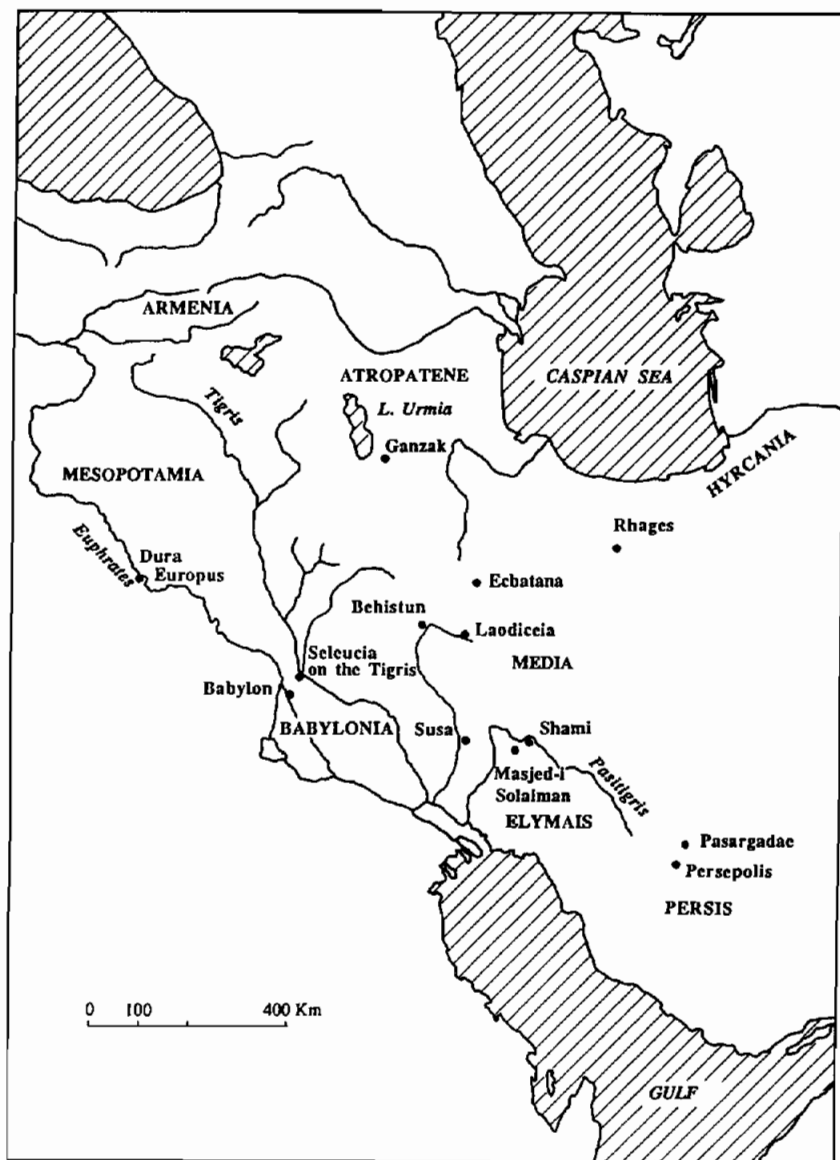 ARMENIA
ATROPATENE
CASPIAN SEA
Tigris
L. Urmia
Ganzak
HYRCANIA
MESOPOTAMIA
Rhages
Euphrates
Dura
Europus
Ecbatana
Behistun
Laodiceia
Seleucia
on the Tigris
MEDIA
Babylon
BABYLONIA
Susa
Shami
Masjed-i
Solaiman
Pasitigris
ELYMAIS
Pasargadae
Persepolis
PERSIS
0 100 400 Km
GULF